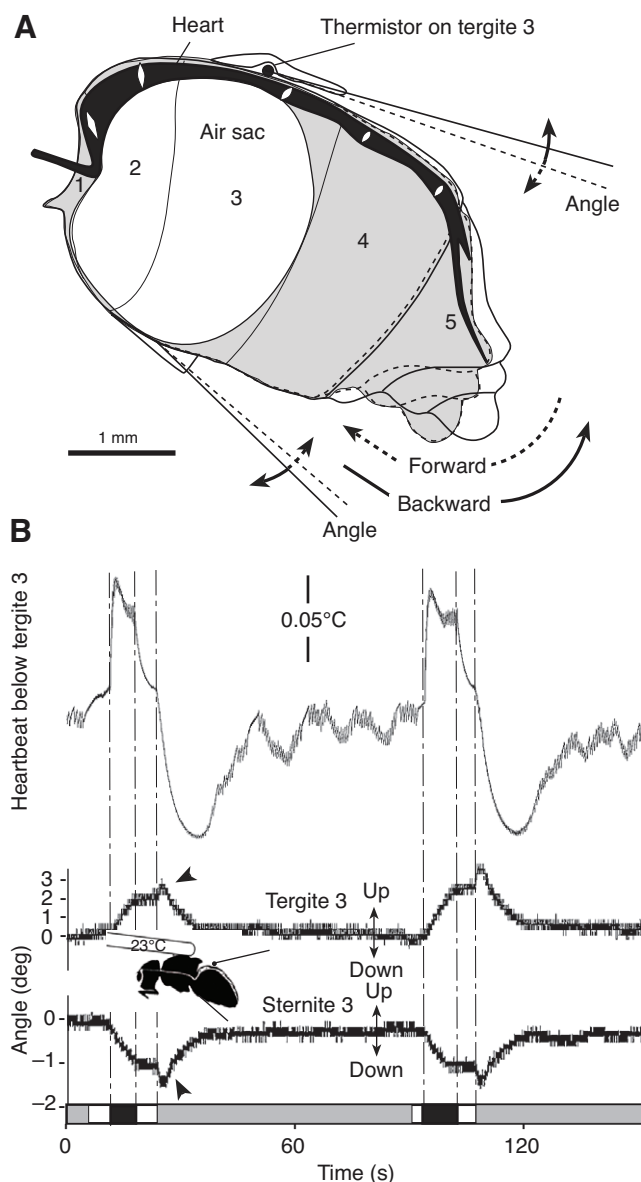 A
Heart
Thermistor on tergite 3
Air sac
1
2
3
4
5
Angle
1 mm
Forward
Backward
Angle
B
Heartbeat below tergite 3
0.05°C
Angle (deg)
3
2
1
0
Tergite 3
Up
Down
23°C
Sternite 3
Up
Down
0
–1
–2
0
60
120
Time (s)